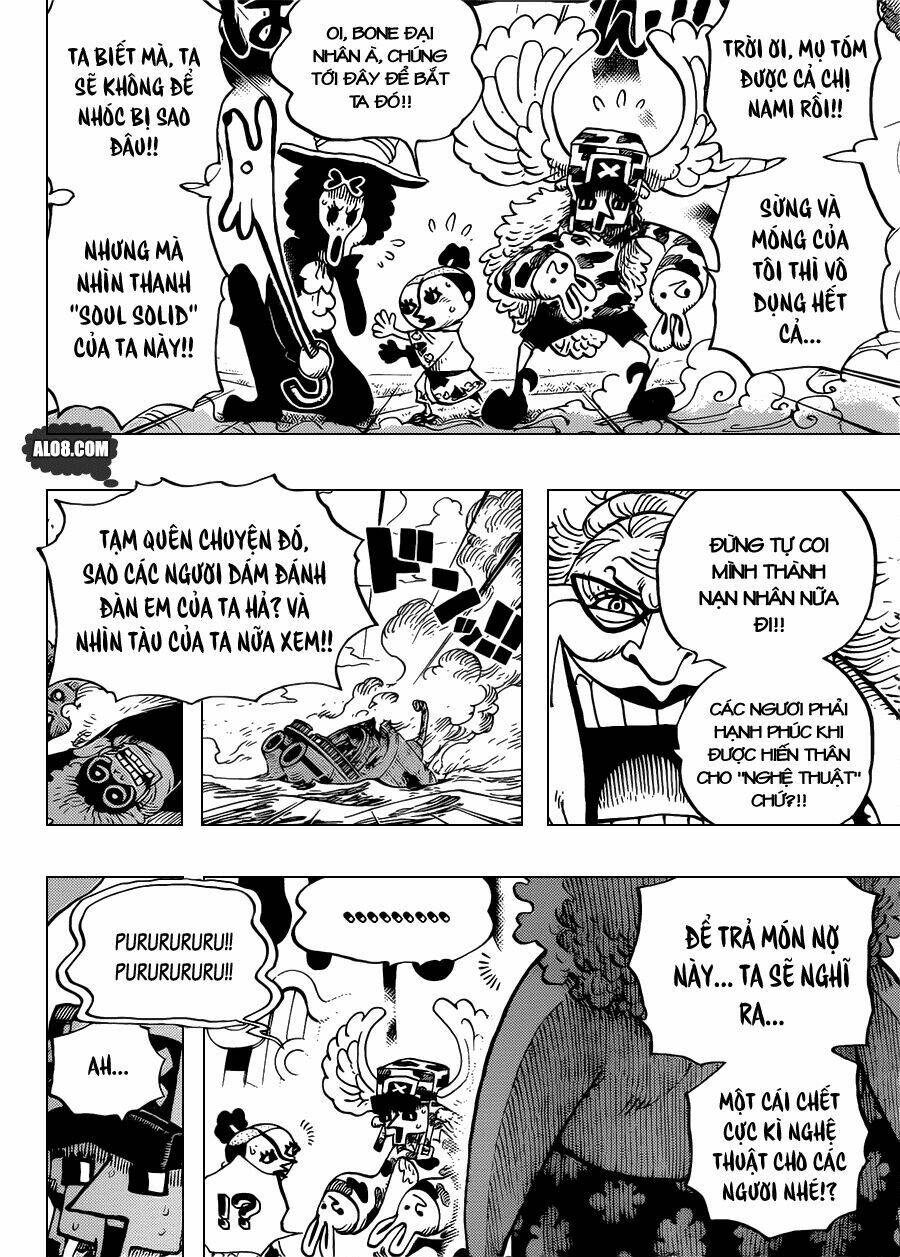 TRỜI ƠI, MỤ TÓM
ĐƯỢC CẢ CHỊ
NAMI RỒI!!
SỪNG VÀ
MÓNG CỦA
TÔI THÌ VÔ
DỤNG HẾT
CẢ...
OI, BONE ĐẠI
NHÂN À, CHÚNG
TỚI ĐÂY ĐỂ BẮT
TA ĐÓ!!
TA BIẾT MÀ, TA
SẼ KHÔNG ĐỂ
NHÓC BỊ SAO
ĐÂU!!
NHƯNG MÀ
NHÌN THANH
"SOUL SOLID"
CỦA TA NÀY!!
ALO8.COM
ĐỪNG TỰ COI
MÌNH THÀNH
NẠN NHÂN NỮA
ĐI!!
CÁC NGƯƠI PHẢI
HẠNH PHÚC KHI
ĐƯỢC HIẾN THÂN
CHO "NGHỆ THUẬT"
CHỨ?!!
TẠM QUÊN CHUYỆN ĐÓ,
SAO CÁC NGƯƠI DÁM ĐÁNH
ĐÀN EM CỦA TA HẢ? VÀ
NHÌN TÀU CỦA TA NỮA XEM!!
ドドン!!
ĐỂ TRẢ MÓN NỢ
NÀY... TA SẼ NGHĨ
RA...
MỘT CÁI CHẾT
CỰC KÌ NGHỆ
THUẬT CHO CÁC
NGƯƠI NHÉ!?
.........
!?
PURURURURU!!
PURURURURU!!
AH...